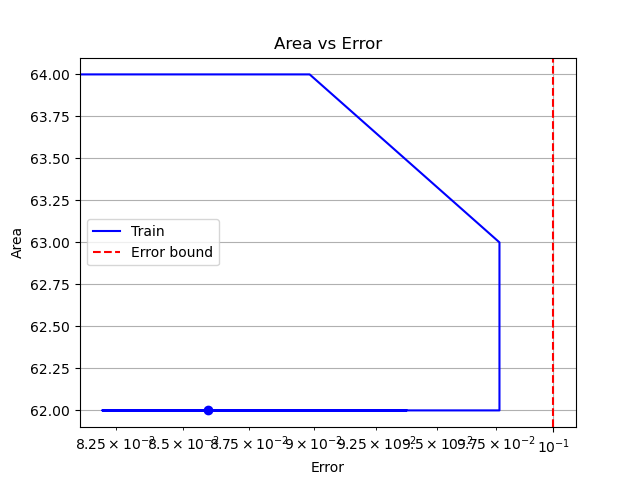 Area vs Error
64.00
63.75
63.50
63.25
63.00
62.75
62.50
62.25
62.00
Area
Train
Error bound
8.25 × 10⁻² 8.5 × 10⁻² 8.75 × 10⁻² 9 × 10⁻² 9.25 × 10⁻² 9.5 × 10⁻² 9.75 × 10⁻² 10⁻¹
Error